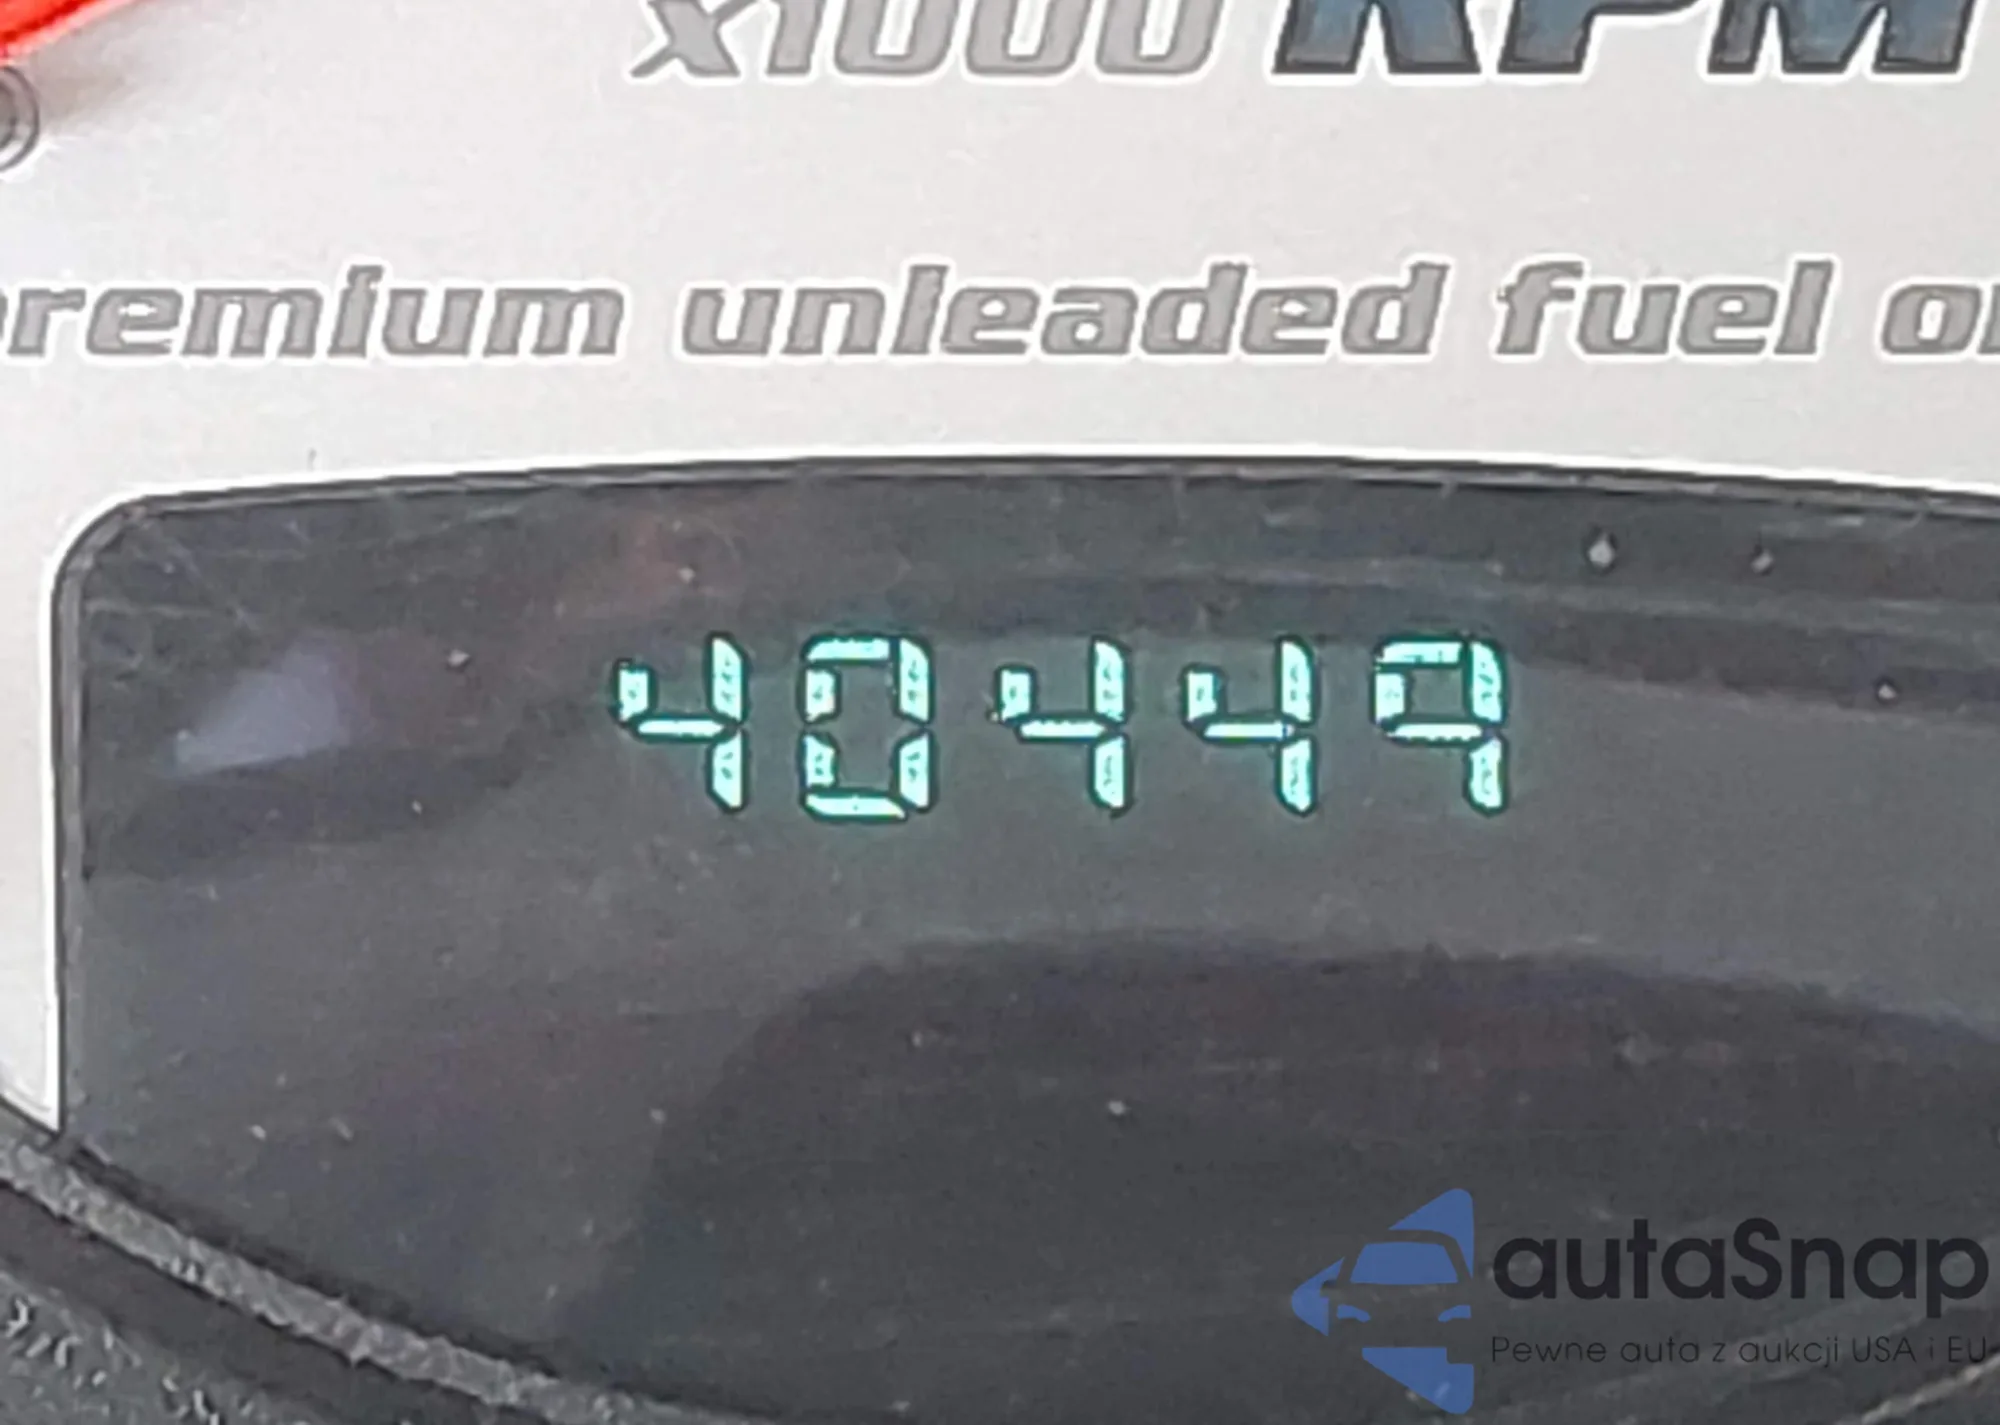 x1000 RPM
premium unleaded fuel
40449
autaSnap
Pewne auta z aukcji USA i EU